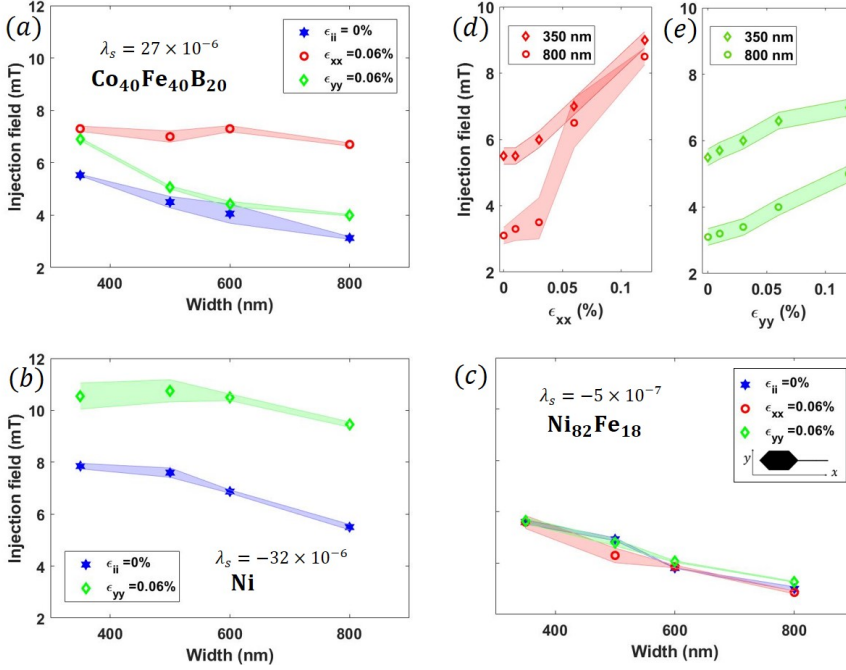 (a)
λₛ = 27 × 10⁻⁶
Co₄₀Fe₄₀B₂₀
ϵᵢᵢ = 0%
ϵₓₓ = 0.06%
ϵyy =0.06%
Injection field (mT)
12
10
8
6
4
2
400
600
800
Width (nm)
(d)
350 nm
800 nm
Injection field (mT)
10
8
6
4
2
0
0.05
0.1
ϵₓₓ (%)
(e)
350 nm
800 nm
10
8
6
4
2
0
0.05
0.1
ϵyy (%)
(b)
Injection field (mT)
12
10
8
6
4
2
ϵᵢᵢ =0%
ϵyy =0.06%
λₛ = −32 × 10⁻⁶
Ni
400
600
800
Width (nm)
(c)
λₛ = −5 × 10⁻⁷
Ni₈₂Fe₁₈
ϵᵢᵢ =0%
ϵₓₓ =0.06%
ϵyy =0.06%
y
x
400
600
800
Width (nm)